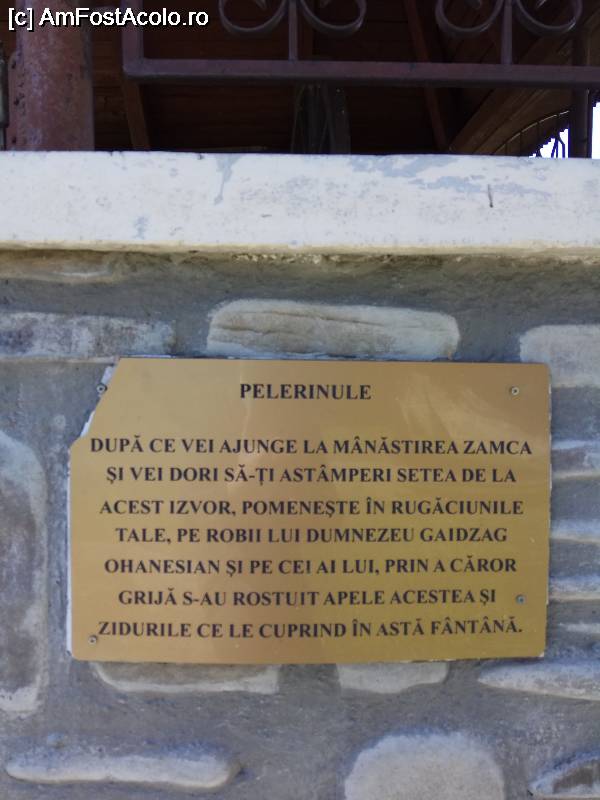 [c] AmFostAcolo.ro
PELERINULE
DUPĂ CE VEI AJUNGE LA MÂNĂSTIREA ZAMCA
ȘI VEI DORI SĂ-ȚI ASTÂMPERI SETEA DE LA
ACEST IZVOR, POMENEȘTE ÎN RUGĂCIUNILE
TALE, PE ROBII LUI DUMNEZEU GAIDZAG
OHANESIAN ȘI PE CEI AI LUI, PRIN A CĂROR
GRIJĂ S-AU ROSTUIT APELE ACESTEA ȘI
ZIDURILE CE LE CUPRIND ÎN ASTĂ FÂNTÂNĂ.